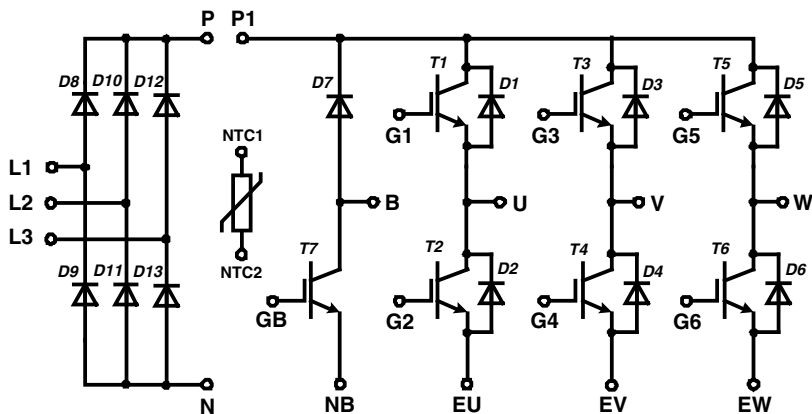 P P1
D8 D10 D12 D7 T1 D1 T3 D3 T5 D5
G1 G3 G5
NTC1
L1
L2 B U V W
L3
D9 D11 D13 NTC2 T7 T2 D2 T4 D4 T6 D6
GB G2 G4 G6
N NB EU EV EW